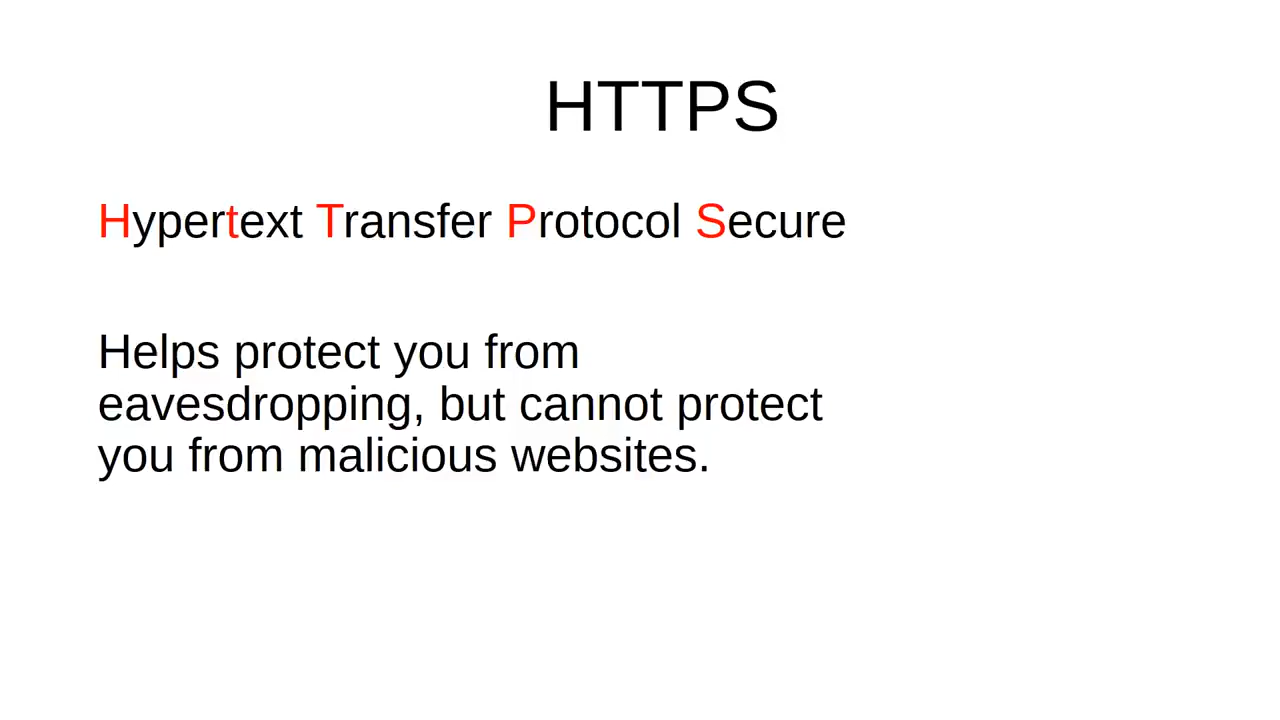 HTTPS
Hypertext Transfer Protocol Secure
Helps protect you from
eavesdropping, but cannot protect
you from malicious websites.